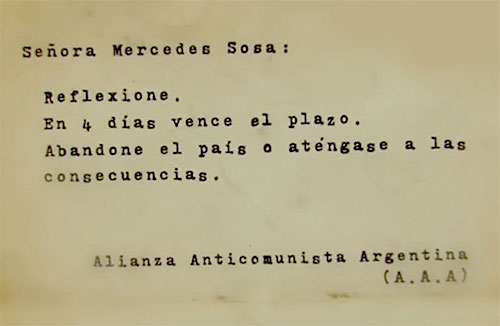 Señora Mercedes Sosa:
Reflexione.
En 4 días vence el plazo.
Abandone el país o aténgase a las
consecuencias.
Alianza Anticomunista Argentina
(A.A.A)